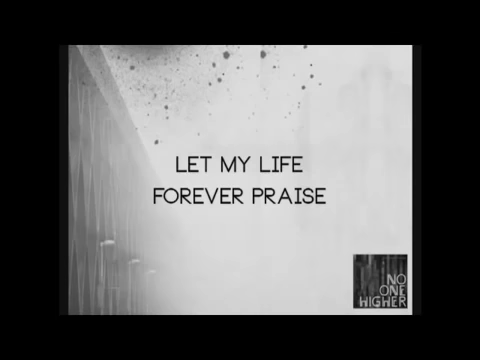 LET MY LIFE
FOREVER PRAISE
NO
ONE
HIGHER